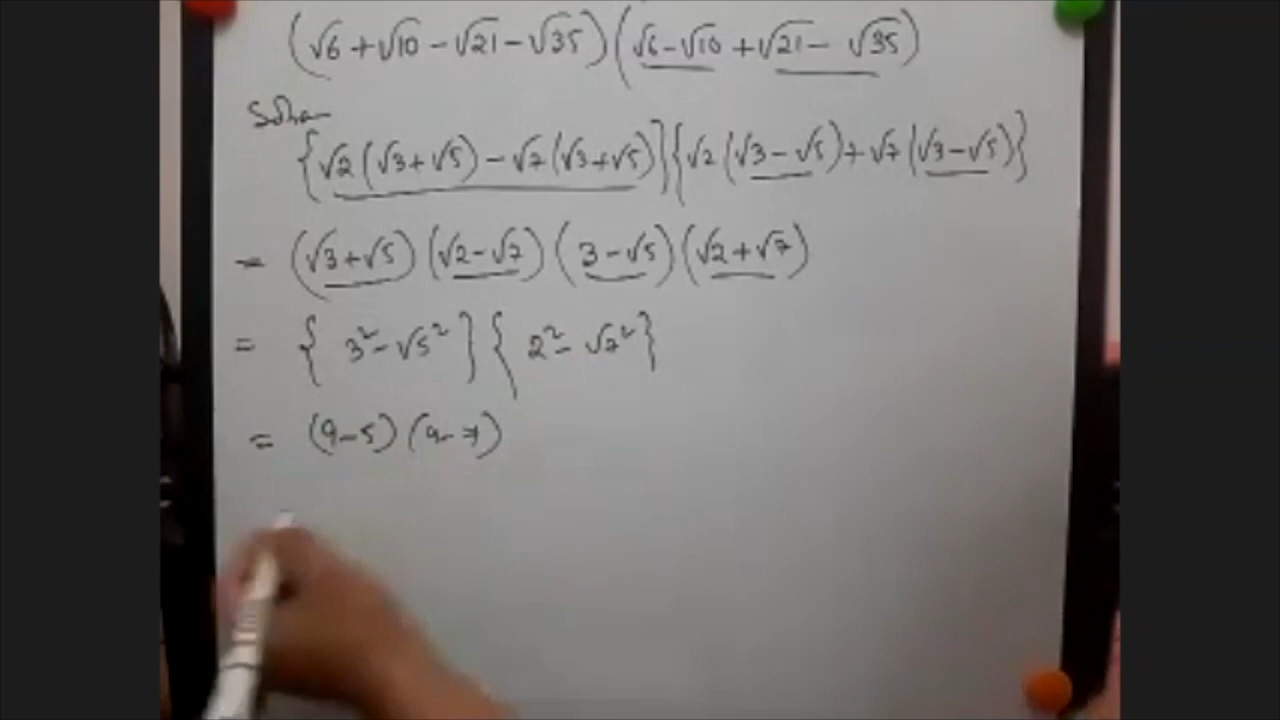 (√6 + √10 - √21 - √35)(√6 - √10 + √21 - √35)
{√2(√3+√5) - √7(√3+√5)}{√2(√3-√5) + √7(√3-√5)}
= (√3+√5)(√2-√7)(3-√5)(√2+√7)
= {3² - √5²}{2² - √7²}
= (9-5)(4-7)